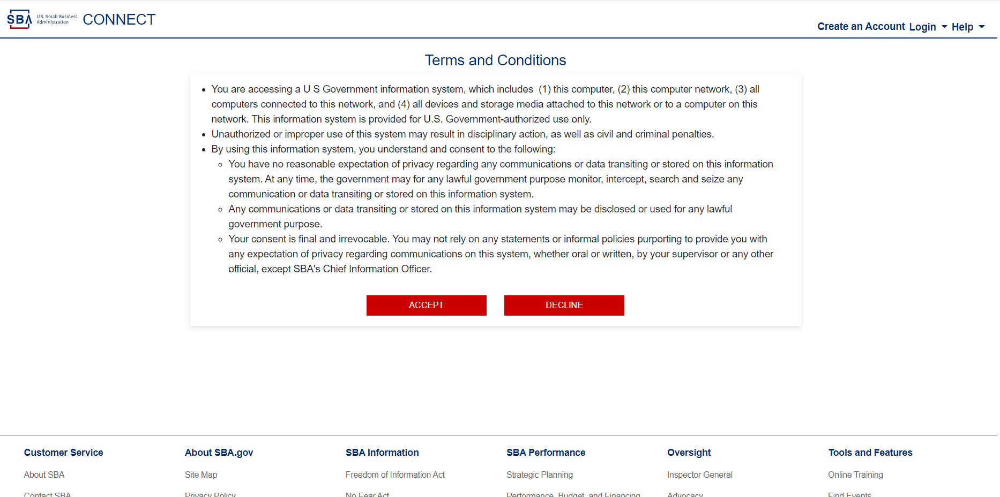 SBA U.S. Small Business
Administration
CONNECT
Create an Account Login Help
Terms and Conditions
You are accessing a U S Government information system, which includes  (1) this computer, (2) this computer network, (3) all
computers connected to this network, and (4) all devices and storage media attached to this network or to a computer on this
network. This information system is provided for U.S. Government-authorized use only.
Unauthorized or improper use of this system may result in disciplinary action, as well as civil and criminal penalties.
By using this information system, you understand and consent to the following:
You have no reasonable expectation of privacy regarding any communications or data transiting or stored on this information
system. At any time, the government may for any lawful government purpose monitor, intercept, search and seize any
communication or data transiting or stored on this information system.
Any communications or data transiting or stored on this information system may be disclosed or used for any lawful
government purpose.
Your consent is final and irrevocable. You may not rely on any statements or informal policies purporting to provide you with
any expectation of privacy regarding communications on this system, whether oral or written, by your supervisor or any other
official, except SBA's Chief Information Officer.
ACCEPT DECLINE
Customer Service About SBA.gov SBA Information SBA Performance Oversight Tools and Features
About SBA Site Map Freedom of Information Act Strategic Planning Inspector General Online Training
Contact SBA Privacy Policy No Fear Act Performance, Budget, and Financing Advocacy Find Events